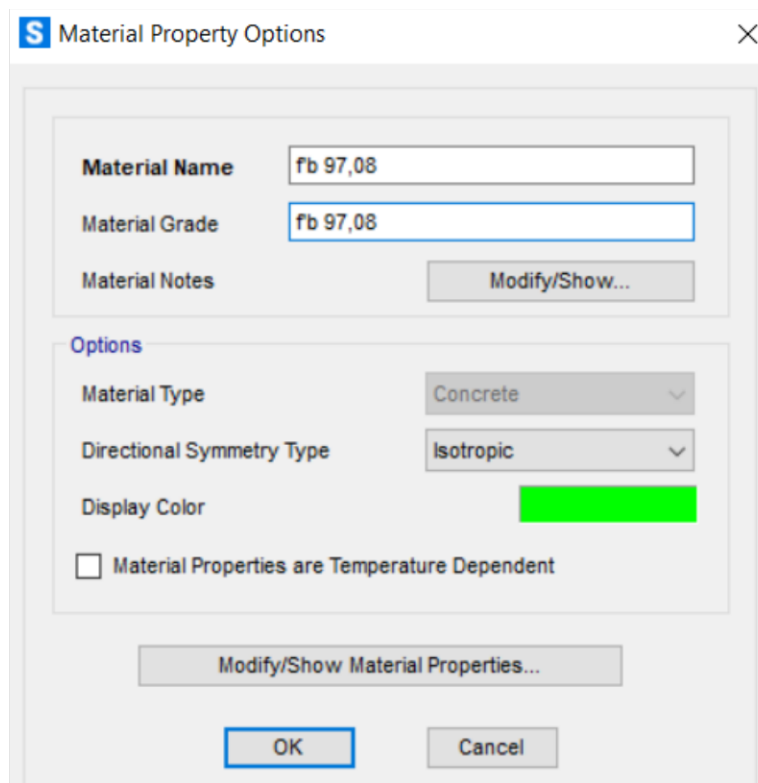 S Material Property Options
Material Name f'b 97,08
Material Grade f'b 97,08
Material Notes Modify/Show...
Options
Material Type Concrete
Directional Symmetry Type Isotropic
Display Color
Material Properties are Temperature Dependent
Modify/Show Material Properties...
OK Cancel